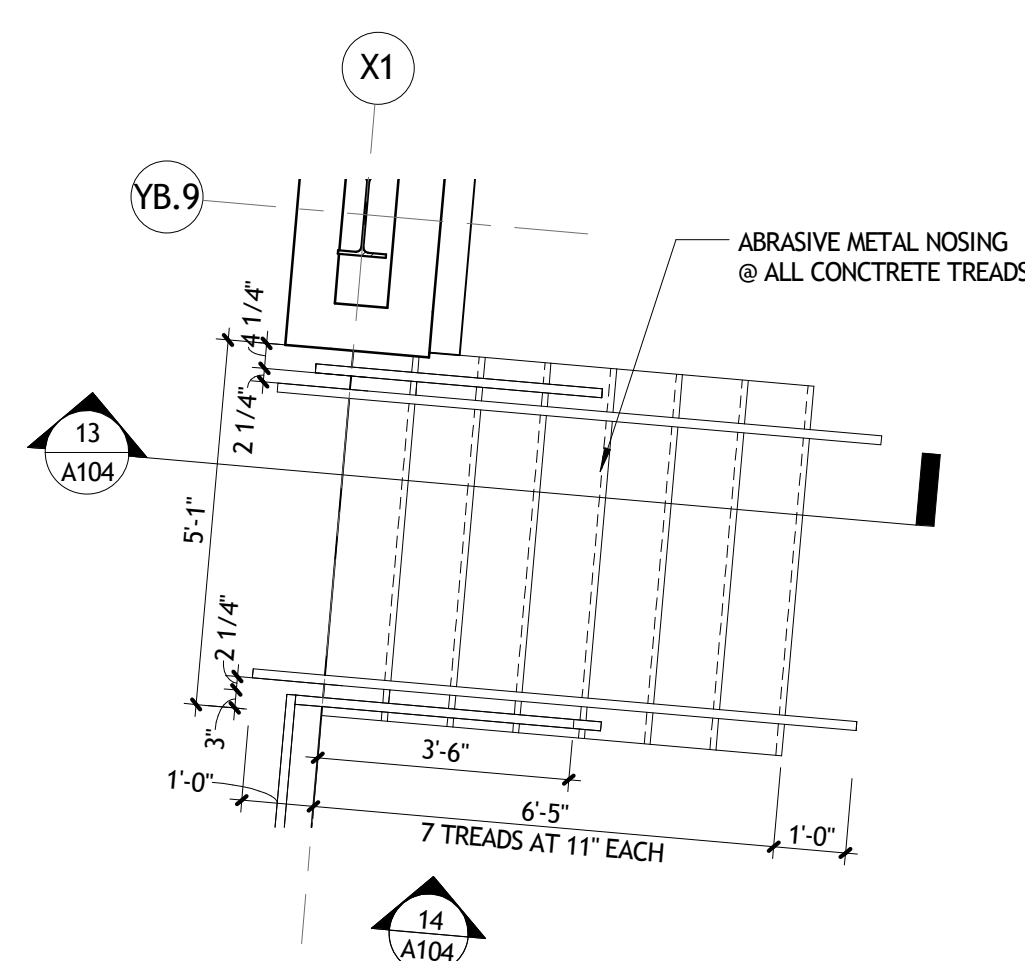 X1
YB.9
ABRASIVE METAL NOSING
@ ALL CONCTRETE TREADS
4 1/4"
2 1/4"
13
A104
5'-1"
2 1/4"
3"
3'-6"
1'-0"
6'-5"
7 TREADS AT 11" EACH
1'-0"
14
A104